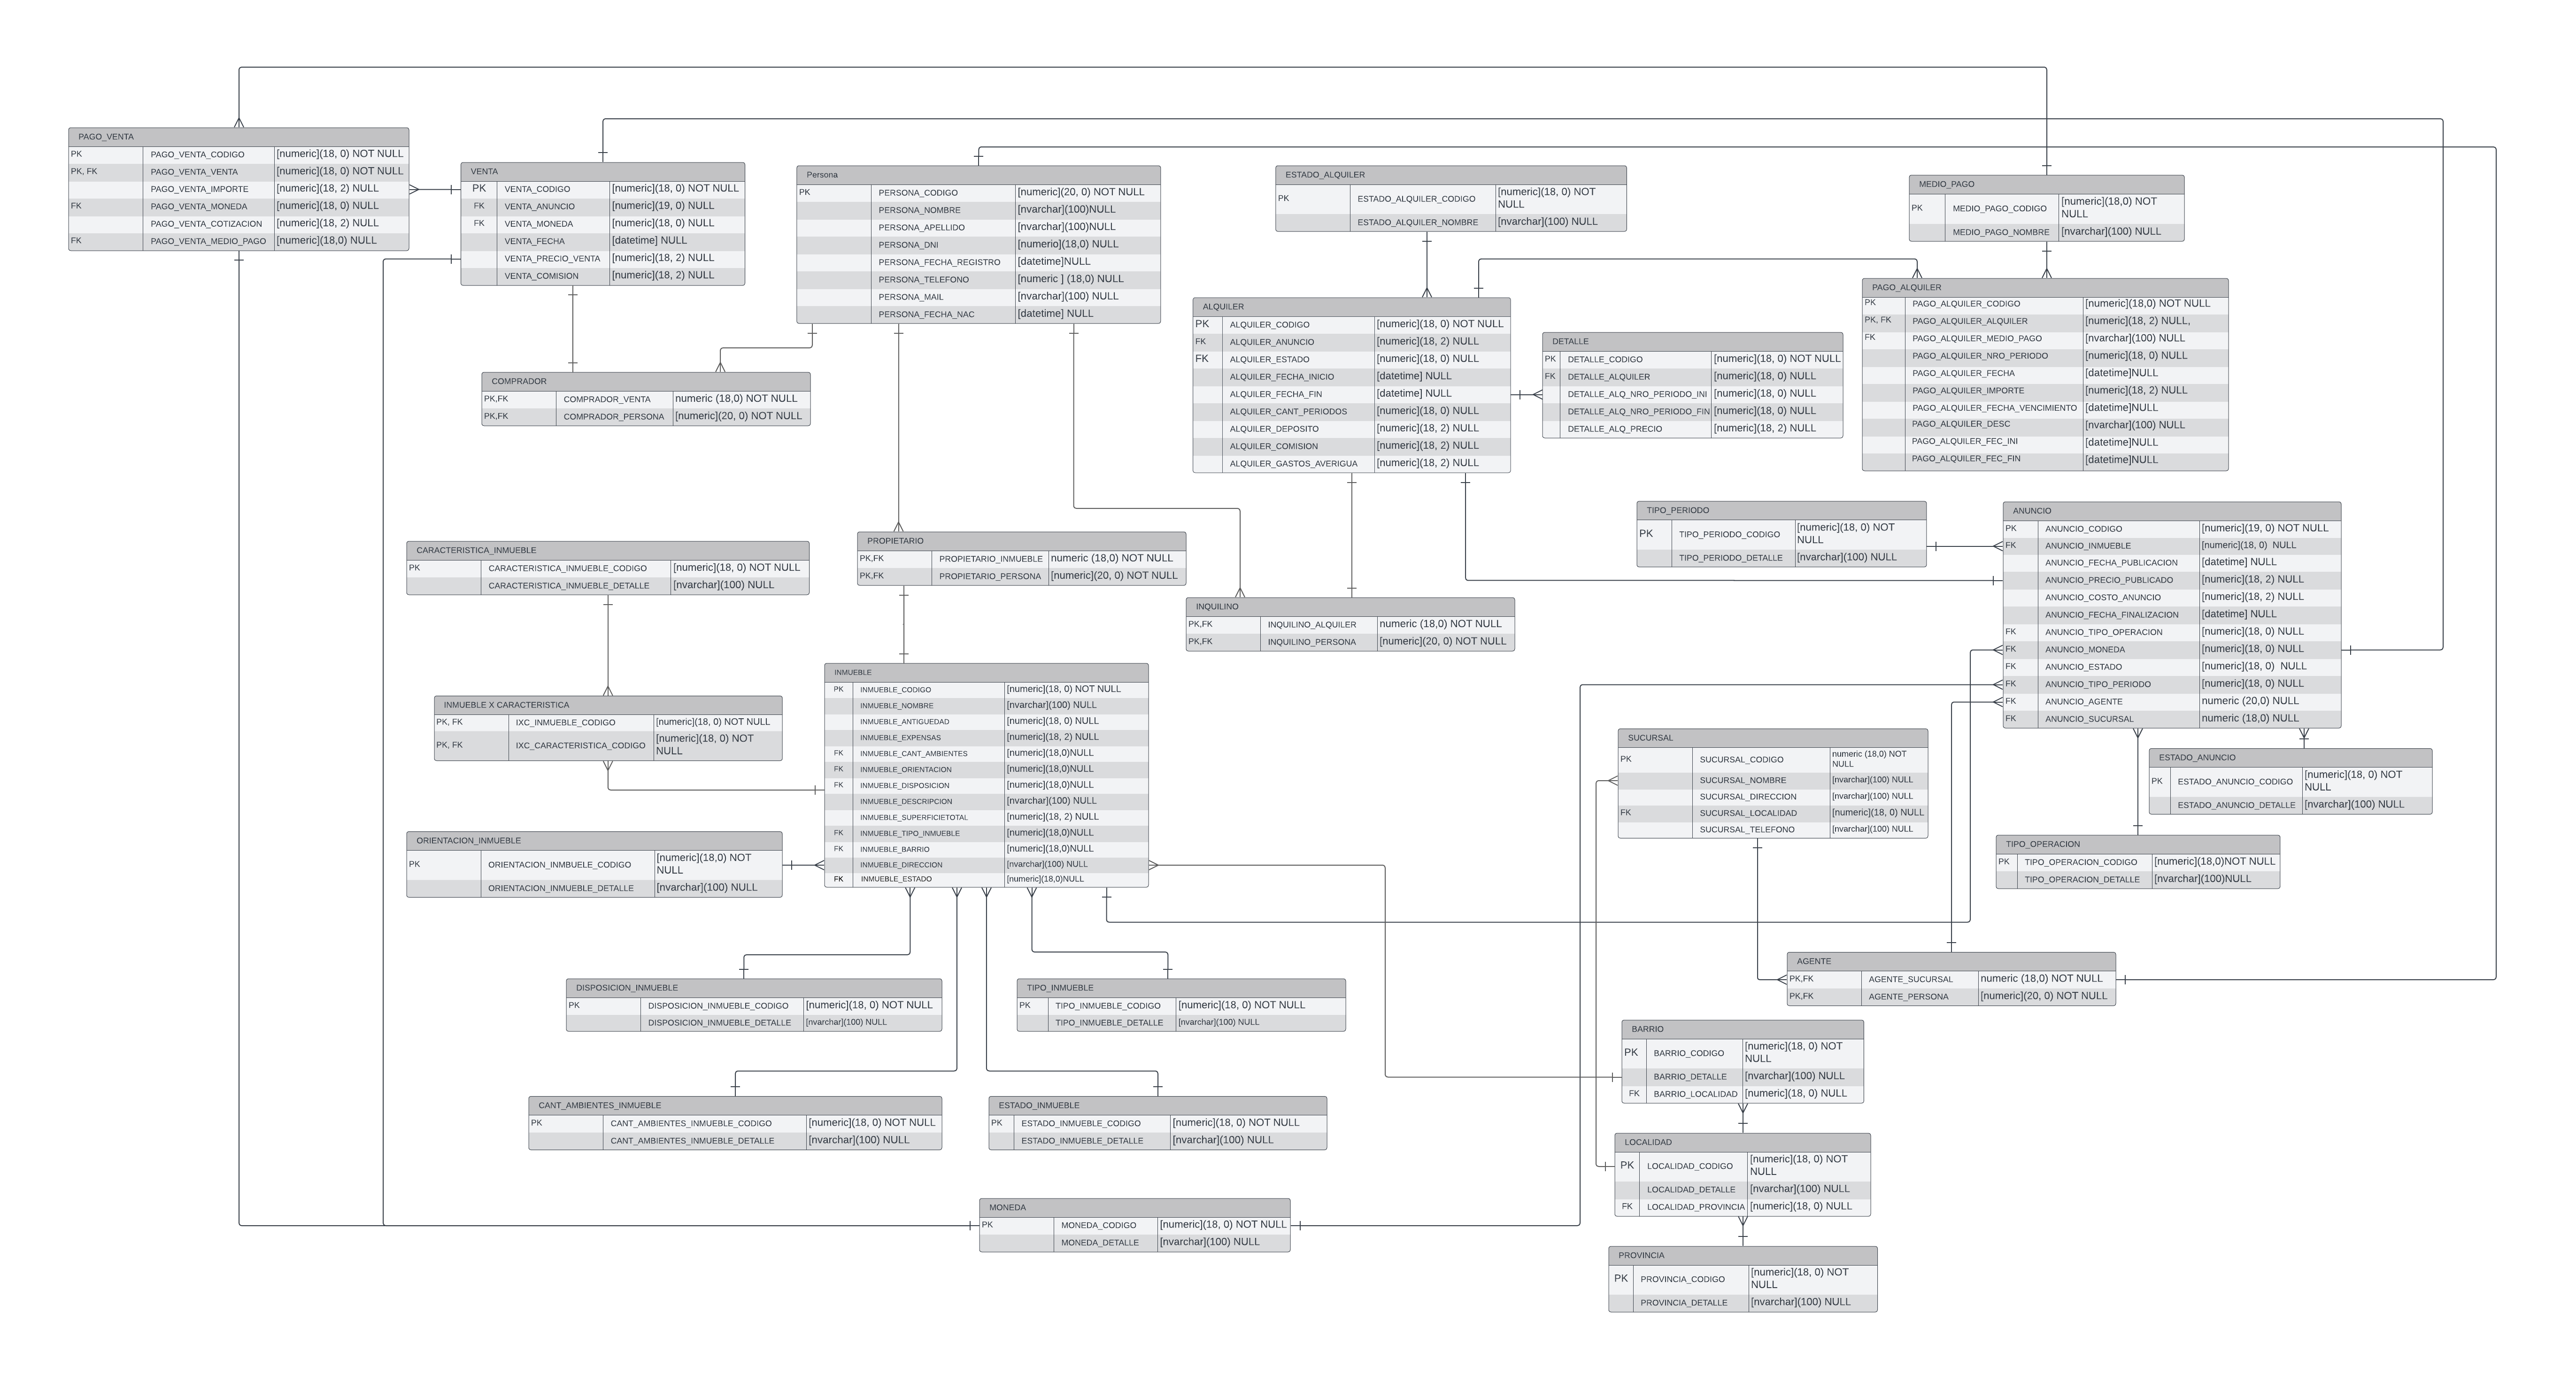 PAGO_VENTA
PK PAGO_VENTA_CODIGO [numeric](18, 0) NOT NULL
PK, FK PAGO_VENTA_VENTA [numeric](18, 0) NOT NULL
PAGO_VENTA_IMPORTE [numeric](18, 2) NULL
FK PAGO_VENTA_MONEDA [numeric](18, 0) NULL
PAGO_VENTA_COTIZACION [numeric](18, 2) NULL
FK PAGO_VENTA_MEDIO_PAGO [numeric](18,0) NULL
VENTA
PK VENTA_CODIGO [numeric](18, 0) NOT NULL
FK VENTA_ANUNCIO [numeric](19, 0) NULL
FK VENTA_MONEDA [numeric](18, 0) NULL
VENTA_FECHA [datetime] NULL
VENTA_PRECIO_VENTA [numeric](18, 2) NULL
VENTA_COMISION [numeric](18, 2) NULL
Persona
PK PERSONA_CODIGO [numeric](20, 0) NOT NULL
PERSONA_NOMBRE [nvarchar](100)NULL
PERSONA_APELLIDO [nvarchar](100)NULL
PERSONA_DNI [numerio](18,0) NULL
PERSONA_FECHA_REGISTRO [datetime]NULL
PERSONA_TELEFONO [numeric ] (18,0) NULL
PERSONA_MAIL [nvarchar](100) NULL
PERSONA_FECHA_NAC [datetime] NULL
ESTADO_ALQUILER
PK ESTADO_ALQUILER_CODIGO [numeric](18, 0) NOT
NULL
ESTADO_ALQUILER_NOMBRE [nvarchar](100) NULL
MEDIO_PAGO
PK MEDIO_PAGO_CODIGO [numeric](18,0) NOT
NULL
MEDIO_PAGO_NOMBRE [nvarchar](100) NULL
ALQUILER
PK ALQUILER_CODIGO [numeric](18, 0) NOT NULL
FK ALQUILER_ANUNCIO [numeric](18, 2) NULL
FK ALQUILER_ESTADO [numeric](18, 0) NULL
ALQUILER_FECHA_INICIO [datetime] NULL
ALQUILER_FECHA_FIN [datetime] NULL
ALQUILER_CANT_PERIODOS [numeric](18, 0) NULL
ALQUILER_DEPOSITO [numeric](18, 2) NULL
ALQUILER_COMISION [numeric](18, 2) NULL
ALQUILER_GASTOS_AVERIGUA [numeric](18, 2) NULL
DETALLE
PK DETALLE_CODIGO [numeric](18, 0) NOT NULL
FK DETALLE_ALQUILER [numeric](18, 0) NULL
DETALLE_ALQ_NRO_PERIODO_INI [numeric](18, 0) NULL
DETALLE_ALQ_NRO_PERIODO_FIN [numeric](18, 0) NULL
DETALLE_ALQ_PRECIO [numeric](18, 2) NULL
PAGO_ALQUILER
PK PAGO_ALQUILER_CODIGO [numeric](18,0) NOT NULL
PK, FK PAGO_ALQUILER_ALQUILER [numeric](18, 2) NULL,
FK PAGO_ALQUILER_MEDIO_PAGO [nvarchar](100) NULL
PAGO_ALQUILER_NRO_PERIODO [numeric](18, 0) NULL
PAGO_ALQUILER_FECHA [datetime]NULL
PAGO_ALQUILER_IMPORTE [numeric](18, 2) NULL
PAGO_ALQUILER_FECHA_VENCIMIENTO [datetime]NULL
PAGO_ALQUILER_DESC [nvarchar](100) NULL
PAGO_ALQUILER_FEC_INI [datetime]NULL
PAGO_ALQUILER_FEC_FIN [datetime]NULL
COMPRADOR
PK,FK COMPRADOR_VENTA numeric (18,0) NOT NULL
PK,FK COMPRADOR_PERSONA [numeric](20, 0) NOT NULL
TIPO_PERIODO
PK TIPO_PERIODO_CODIGO [numeric](18, 0) NOT
NULL
TIPO_PERIODO_DETALLE [nvarchar](100) NULL
ANUNCIO
PK ANUNCIO_CODIGO [numeric](19, 0) NOT NULL
FK ANUNCIO_INMUEBLE [numeric](18, 0)  NULL
ANUNCIO_FECHA_PUBLICACION [datetime] NULL
ANUNCIO_PRECIO_PUBLICADO [numeric](18, 2) NULL
ANUNCIO_COSTO_ANUNCIO [numeric](18, 2) NULL
ANUNCIO_FECHA_FINALIZACION [datetime] NULL
FK ANUNCIO_TIPO_OPERACION [numeric](18, 0) NULL
FK ANUNCIO_MONEDA [numeric](18, 0) NULL
FK ANUNCIO_ESTADO [numeric](18, 0)  NULL
FK ANUNCIO_TIPO_PERIODO [numeric](18, 0) NULL
FK ANUNCIO_AGENTE numeric (20,0) NULL
FK ANUNCIO_SUCURSAL numeric (18,0) NULL
PROPIETARIO
PK,FK PROPIETARIO_INMUEBLE numeric (18,0) NOT NULL
PK,FK PROPIETARIO_PERSONA [numeric](20, 0) NOT NULL
CARACTERISTICA_INMUEBLE
PK CARACTERISTICA_INMUEBLE_CODIGO [numeric](18, 0) NOT NULL
CARACTERISTICA_INMUEBLE_DETALLE [nvarchar](100) NULL
INQUILINO
PK,FK INQUILINO_ALQUILER numeric (18,0) NOT NULL
PK,FK INQUILINO_PERSONA [numeric](20, 0) NOT NULL
INMUEBLE
PK INMUEBLE_CODIGO [numeric](18, 0) NOT NULL
INMUEBLE_NOMBRE [nvarchar](100) NULL
INMUEBLE_ANTIGUEDAD [numeric](18, 0) NULL
INMUEBLE_EXPENSAS [numeric](18, 2) NULL
FK INMUEBLE_CANT_AMBIENTES [numeric](18,0)NULL
FK INMUEBLE_ORIENTACION [numeric](18,0)NULL
FK INMUEBLE_DISPOSICION [numeric](18,0)NULL
INMUEBLE_DESCRIPCION [nvarchar](100) NULL
INMUEBLE_SUPERFICIETOTAL [numeric](18, 2) NULL
FK INMUEBLE_TIPO_INMUEBLE [numeric](18,0)NULL
FK INMUEBLE_BARRIO [numeric](18,0)NULL
INMUEBLE_DIRECCION [nvarchar](100) NULL
FK INMUEBLE_ESTADO [numeric](18,0)NULL
INMUEBLE X CARACTERISTICA
PK, FK IXC_INMUEBLE_CODIGO [numeric](18, 0) NOT NULL
PK, FK IXC_CARACTERISTICA_CODIGO [numeric](18, 0) NOT
NULL
SUCURSAL
PK SUCURSAL_CODIGO numeric (18,0) NOT
NULL
SUCURSAL_NOMBRE [nvarchar](100) NULL
SUCURSAL_DIRECCION [nvarchar](100) NULL
FK SUCURSAL_LOCALIDAD [numeric](18, 0) NULL
SUCURSAL_TELEFONO [nvarchar](100) NULL
ESTADO_ANUNCIO
PK ESTADO_ANUNCIO_CODIGO [numeric](18, 0) NOT
NULL
ESTADO_ANUNCIO_DETALLE [nvarchar](100) NULL
ORIENTACION_INMUEBLE
PK ORIENTACION_INMBUELE_CODIGO [numeric](18,0) NOT
NULL
ORIENTACION_INMUEBLE_DETALLE [nvarchar](100) NULL
TIPO_OPERACION
PK TIPO_OPERACION_CODIGO [numeric](18,0)NOT NULL
TIPO_OPERACION_DETALLE [nvarchar](100)NULL
AGENTE
PK,FK AGENTE_SUCURSAL numeric (18,0) NOT NULL
PK,FK AGENTE_PERSONA [numeric](20, 0) NOT NULL
DISPOSICION_INMUEBLE
PK DISPOSICION_INMUEBLE_CODIGO [numeric](18, 0) NOT NULL
DISPOSICION_INMUEBLE_DETALLE [nvarchar](100) NULL
TIPO_INMUEBLE
PK TIPO_INMUEBLE_CODIGO [numeric](18, 0) NOT NULL
TIPO_INMUEBLE_DETALLE [nvarchar](100) NULL
BARRIO
PK BARRIO_CODIGO [numeric](18, 0) NOT
NULL
BARRIO_DETALLE [nvarchar](100) NULL
FK BARRIO_LOCALIDAD [numeric](18, 0) NULL
CANT_AMBIENTES_INMUEBLE
PK CANT_AMBIENTES_INMUEBLE_CODIGO [numeric](18, 0) NOT NULL
CANT_AMBIENTES_INMUEBLE_DETALLE [nvarchar](100) NULL
ESTADO_INMUEBLE
PK ESTADO_INMUEBLE_CODIGO [numeric](18, 0) NOT NULL
ESTADO_INMUEBLE_DETALLE [nvarchar](100) NULL
LOCALIDAD
PK LOCALIDAD_CODIGO [numeric](18, 0) NOT
NULL
LOCALIDAD_DETALLE [nvarchar](100) NULL
FK LOCALIDAD_PROVINCIA [numeric](18, 0) NULL
MONEDA
PK MONEDA_CODIGO [numeric](18, 0) NOT NULL
MONEDA_DETALLE [nvarchar](100) NULL
PROVINCIA
PK PROVINCIA_CODIGO [numeric](18, 0) NOT
NULL
PROVINCIA_DETALLE [nvarchar](100) NULL